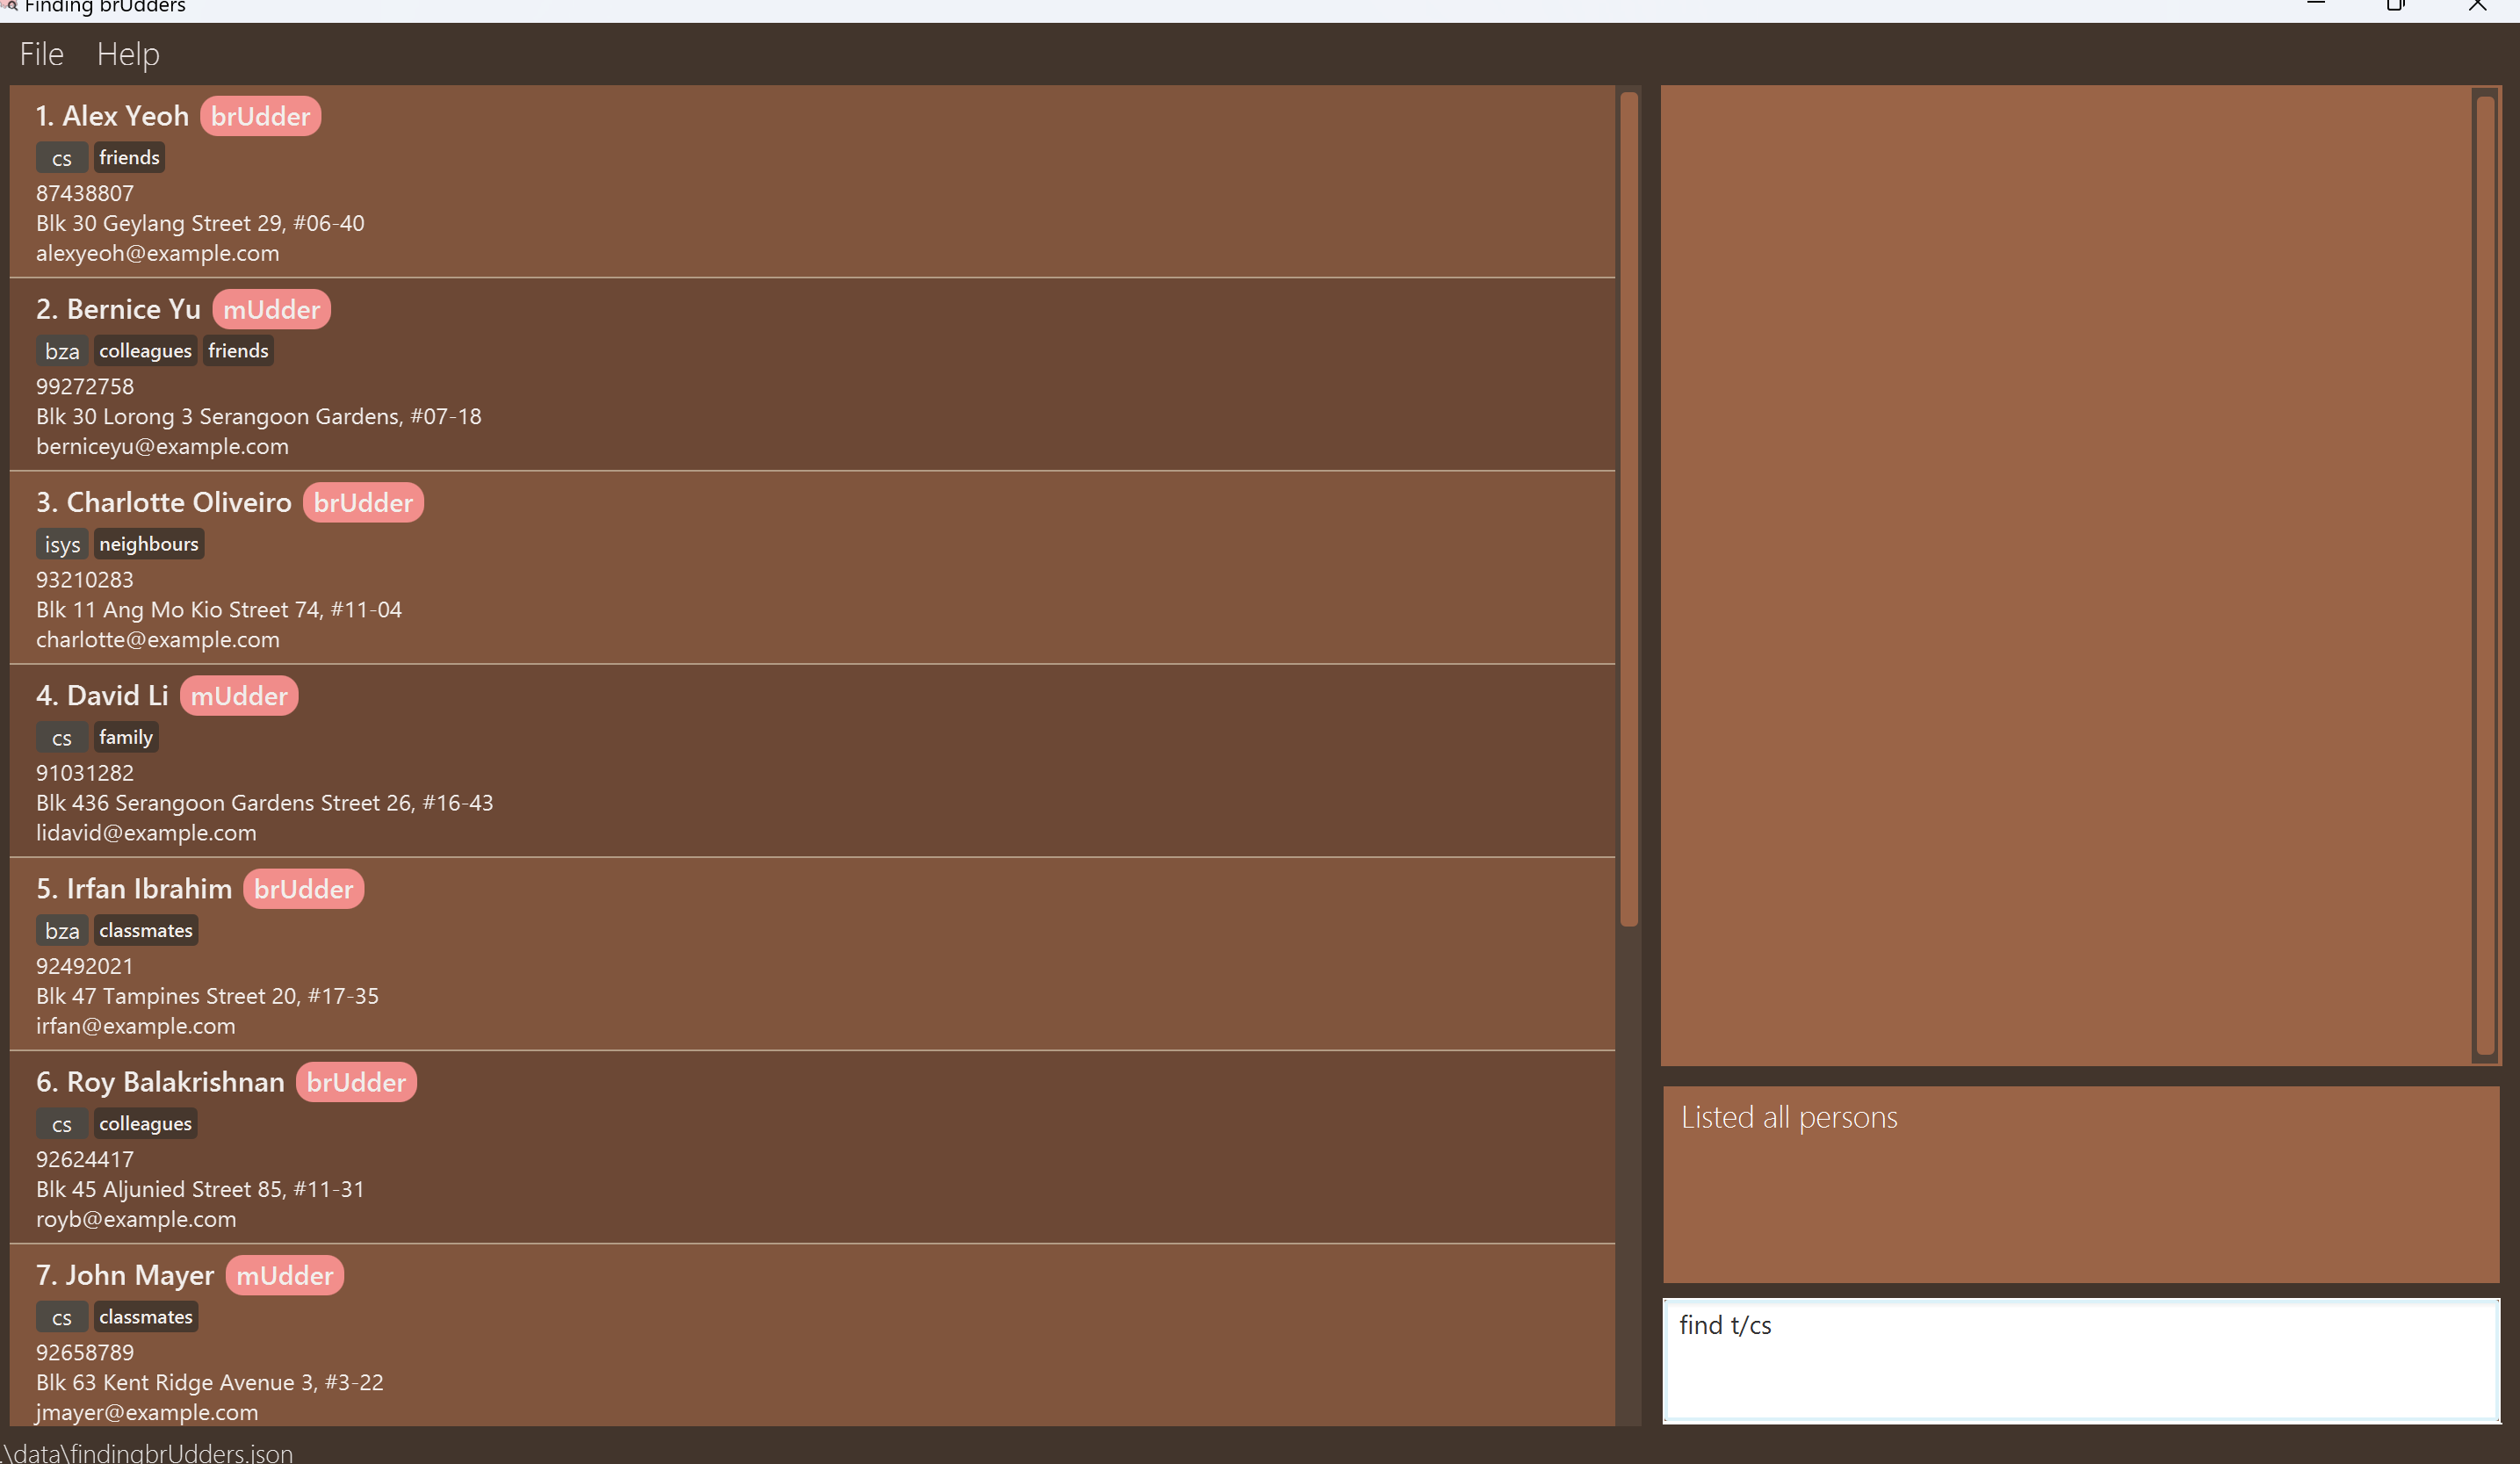 Finding brUdders
File Help
1. Alex Yeoh brUdder
cs friends
87438807
Blk 30 Geylang Street 29, #06-40
alexyeoh@example.com
2. Bernice Yu mUdder
bza colleagues friends
99272758
Blk 30 Lorong 3 Serangoon Gardens, #07-18
berniceyu@example.com
3. Charlotte Oliveiro brUdder
isys neighbours
93210283
Blk 11 Ang Mo Kio Street 74, #11-04
charlotte@example.com
4. David Li mUdder
cs family
91031282
Blk 436 Serangoon Gardens Street 26, #16-43
lidavid@example.com
5. Irfan Ibrahim brUdder
bza classmates
92492021
Blk 47 Tampines Street 20, #17-35
irfan@example.com
6. Roy Balakrishnan brUdder
cs colleagues
92624417
Blk 45 Aljunied Street 85, #11-31
royb@example.com
7. John Mayer mUdder
cs classmates
92658789
Blk 63 Kent Ridge Avenue 3, #3-22
jmayer@example.com
Listed all persons
find t/cs
.\data\findingbrUdders.json